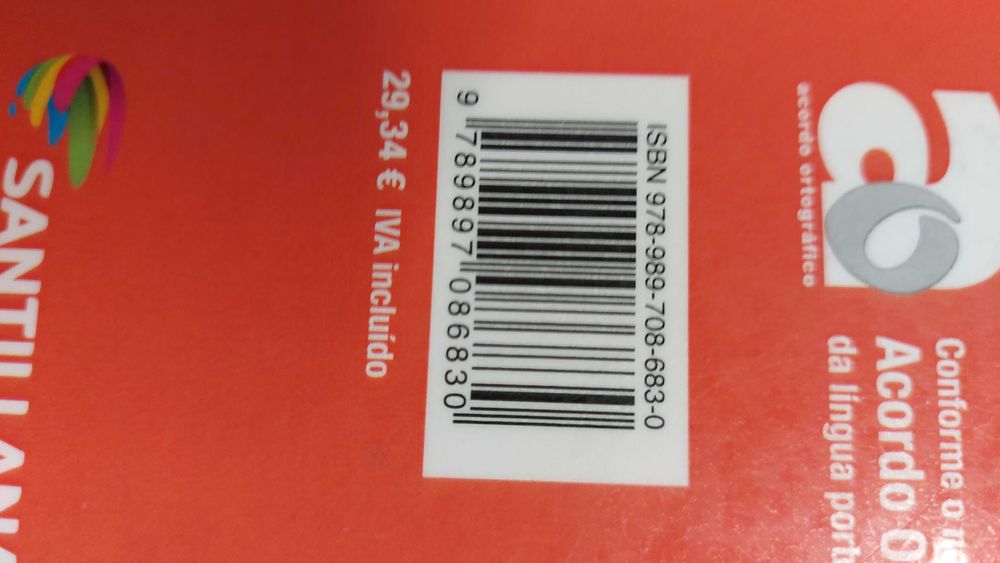 Conforme o n
Acordo O
da língua port
ao
acordo ortográfico
ISBN 978-989-708-683-0
9 789897 086830
29,34 € IVA incluído
SANTILLANA